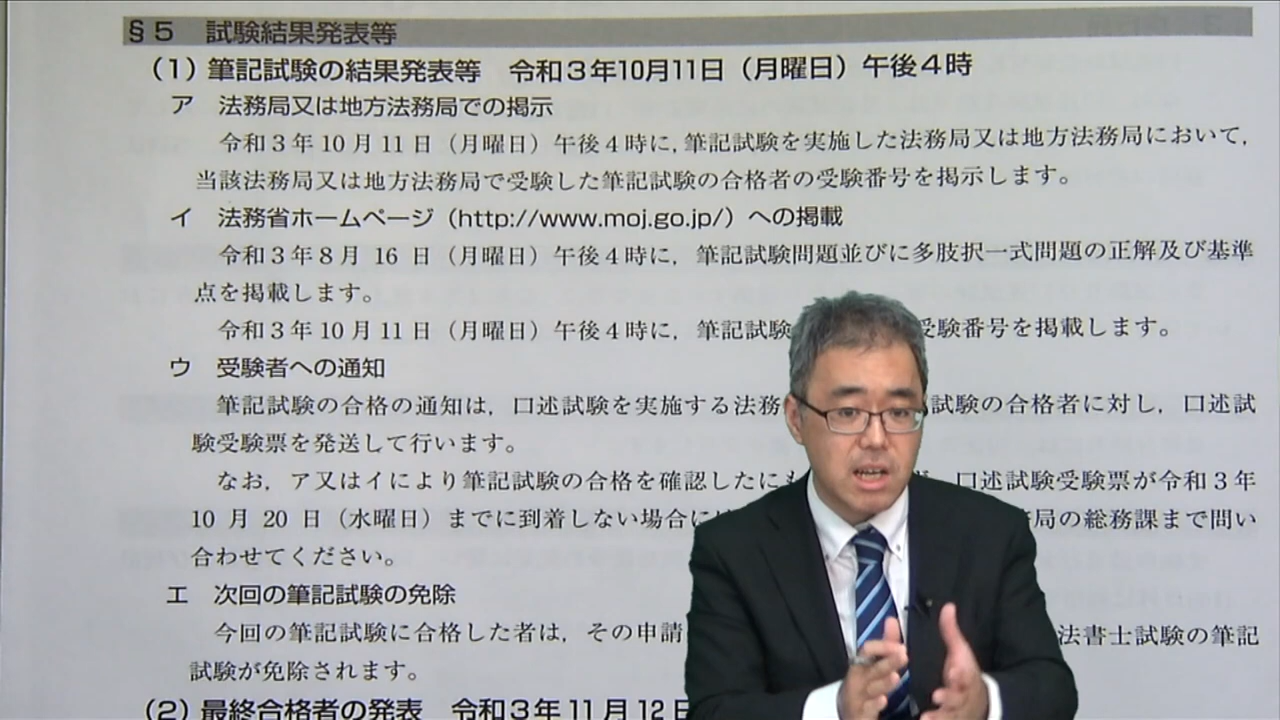 §5 試験結果発表等
(1) 筆記試験の結果発表等 令和3年10月11日(月曜日)午後4時
ア 法務局又は地方法務局での掲示
令和3年10月11日(月曜日)午後4時に,筆記試験を実施した法務局又は地方法務局において,
当該法務局又は地方法務局で受験した筆記試験の合格者の受験番号を掲示します。
イ 法務省ホームページ(http://www.moj.go.jp/)への掲載
令和3年8月16日(月曜日)午後4時に,筆記試験問題並びに多肢択一式問題の正解及び基準
点を掲載します。
令和3年10月11日(月曜日)午後4時に,筆記試験 受験番号を掲載します。
ウ 受験者への通知
筆記試験の合格の通知は,口述試験を実施する法務 試験の合格者に対し,口述試
験受験票を発送して行います。
なお,ア又はイにより筆記試験の合格を確認したにも 口述試験受験票が令和3年
10月20日(水曜日)までに到着しない場合に 局の総務課まで問い
合わせてください。
エ 次回の筆記試験の免除
今回の筆記試験に合格した者は,その申請 法書士試験の筆記
試験が免除されます。
(2) 最終合格者の発表 令和3年11月12日